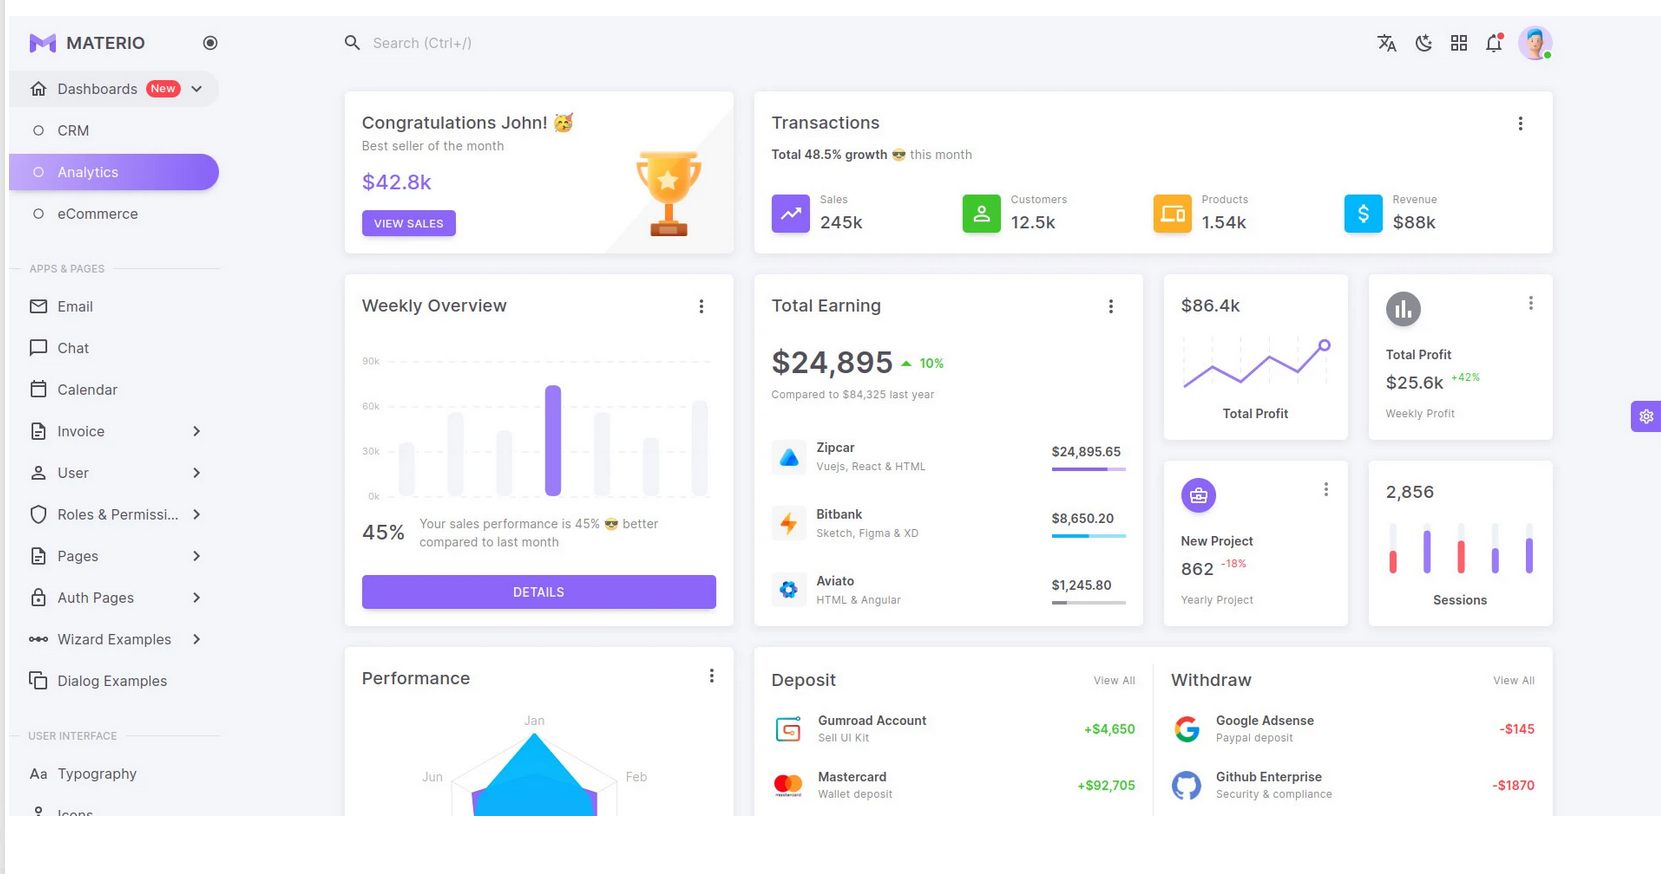 MATERIO
Search (Ctrl+/)
Dashboards New
CRM
Analytics
eCommerce
APPS & PAGES
Email
Chat
Calendar
Invoice
User
Roles & Permissi...
Pages
Auth Pages
Wizard Examples
Dialog Examples
USER INTERFACE
Aa Typography
Icons
Congratulations John! 🥳
Best seller of the month
$42.8k
VIEW SALES
Transactions
Total 48.5% growth 😎 this month
Sales
245k
Customers
12.5k
Products
1.54k
Revenue
$88k
Weekly Overview
90k
60k
30k
0k
45%
Your sales performance is 45% 😎 better
compared to last month
DETAILS
Total Earning
$24,895 10%
Compared to $84,325 last year
Zipcar
Vuejs, React & HTML
$24,895.65
Bitbank
Sketch, Figma & XD
$8,650.20
Aviato
HTML & Angular
$1,245.80
$86.4k
Total Profit
Total Profit
$25.6k +42%
Weekly Profit
New Project
862 -18%
Yearly Project
2,856
Sessions
Performance
Jan
Jun
Feb
Deposit
View All
Gumroad Account
Sell UI Kit
+$4,650
Mastercard
Wallet deposit
+$92,705
Withdraw
View All
Google Adsense
Paypal deposit
-$145
Github Enterprise
Security & compliance
-$1870